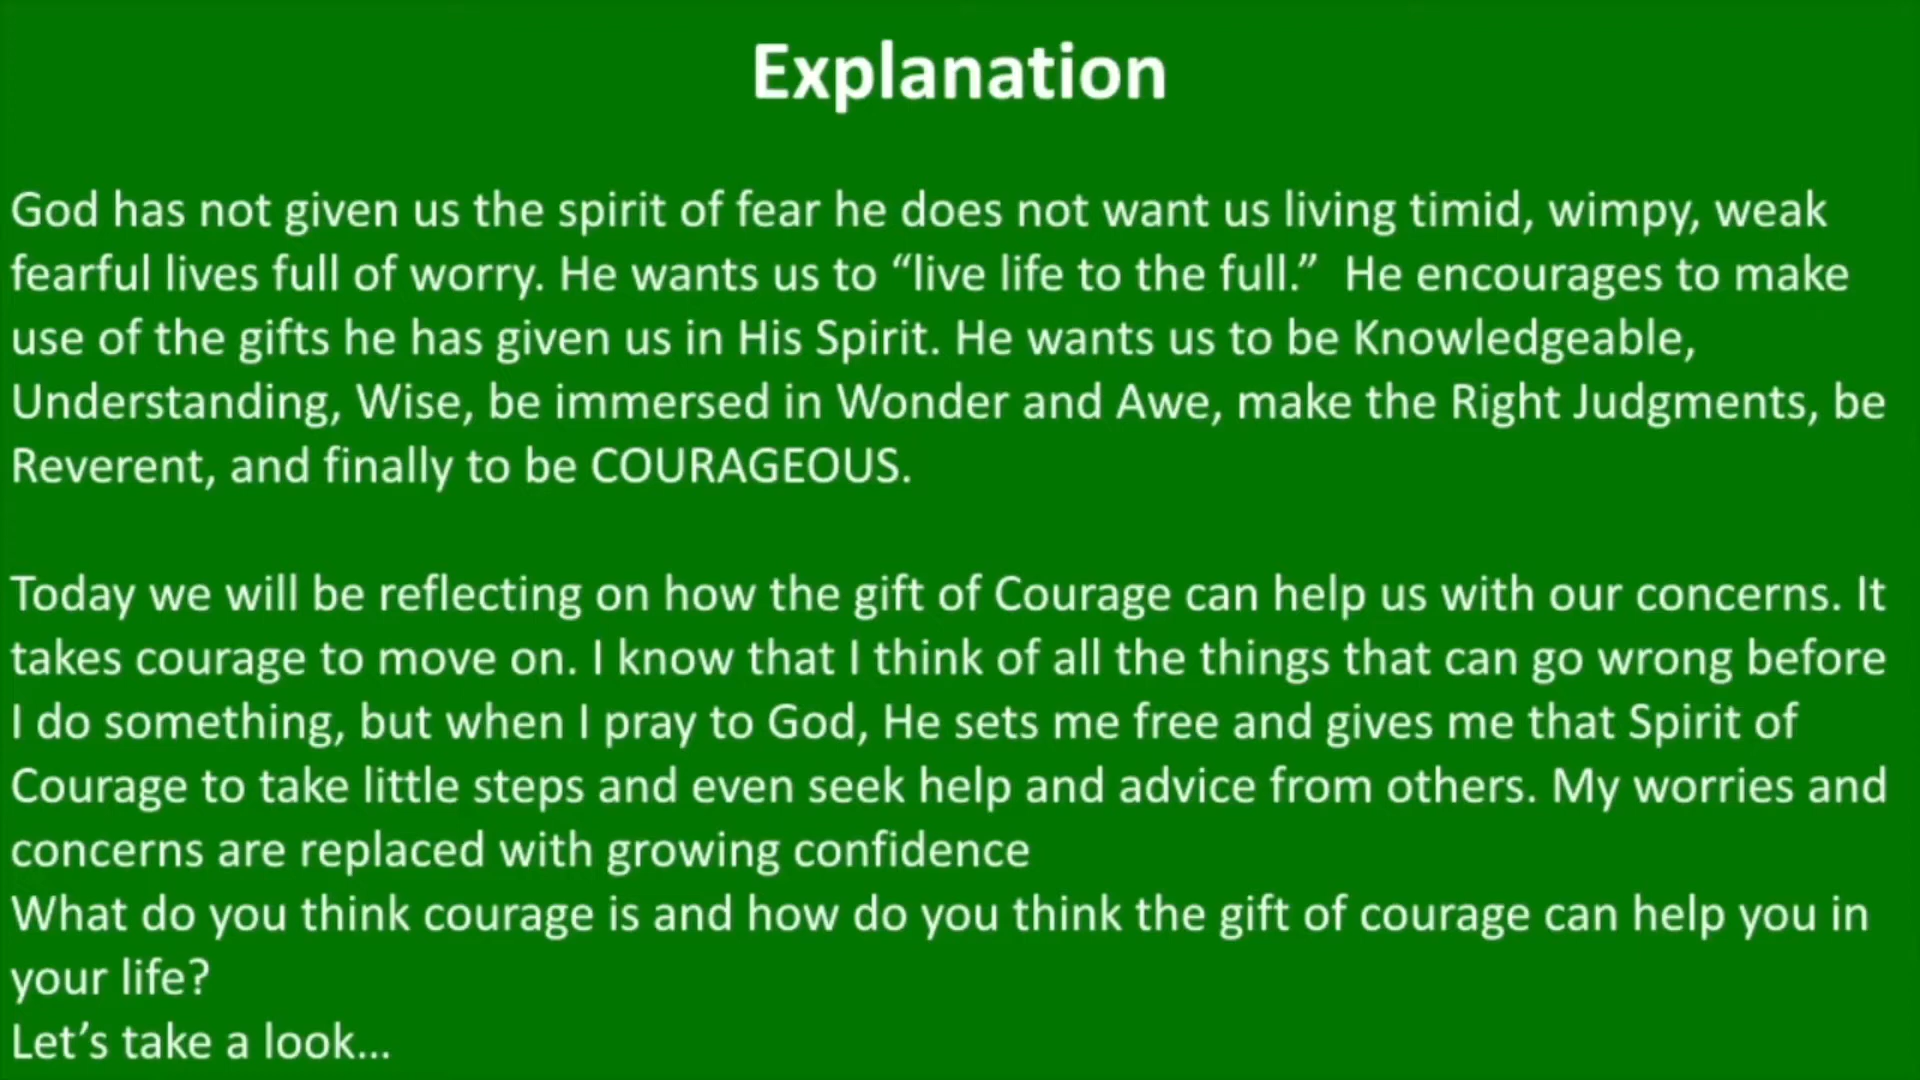 Explanation
God has not given us the spirit of fear he does not want us living timid, wimpy, weak
fearful lives full of worry. He wants us to “live life to the full.”  He encourages to make
use of the gifts he has given us in His Spirit. He wants us to be Knowledgeable,
Understanding, Wise, be immersed in Wonder and Awe, make the Right Judgments, be
Reverent, and finally to be COURAGEOUS.
Today we will be reflecting on how the gift of Courage can help us with our concerns. It
takes courage to move on. I know that I think of all the things that can go wrong before
I do something, but when I pray to God, He sets me free and gives me that Spirit of
Courage to take little steps and even seek help and advice from others. My worries and
concerns are replaced with growing confidence
What do you think courage is and how do you think the gift of courage can help you in
your life?
Let’s take a look...